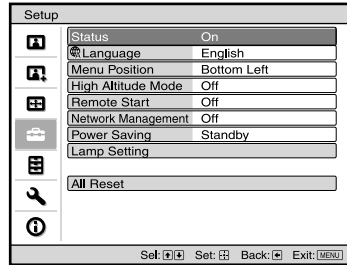 Setup
Status On
Language English
Menu Position Bottom Left
High Altitude Mode Off
Remote Start Off
Network Management Off
Power Saving Standby
Lamp Setting
All Reset
Sel: Set: Back: Exit: MENU